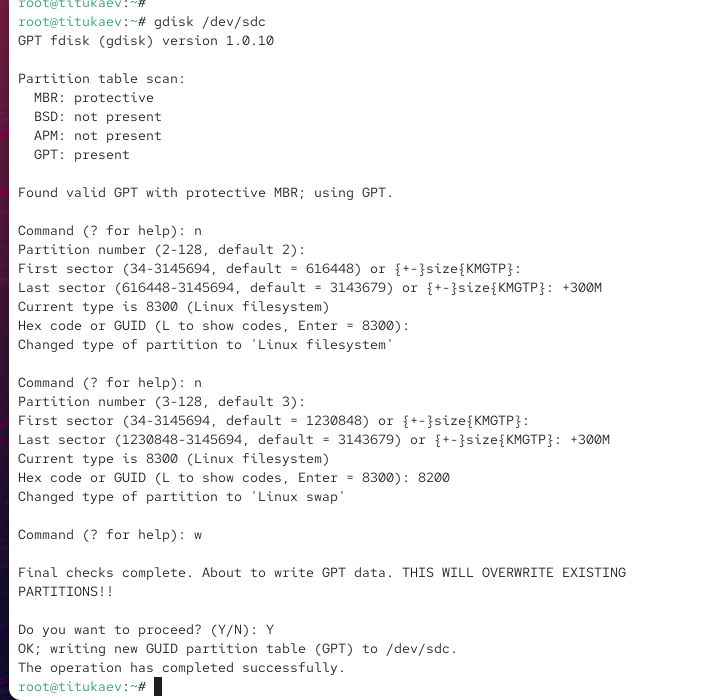 root@titukaev:~#
root@titukaev:~# gdisk /dev/sdc
GPT fdisk (gdisk) version 1.0.10

Partition table scan:
  MBR: protective
  BSD: not present
  APM: not present
  GPT: present

Found valid GPT with protective MBR; using GPT.

Command (? for help): n
Partition number (2-128, default 2):
First sector (34-3145694, default = 616448) or {+-}size{KMGTP}:
Last sector (616448-3145694, default = 3143679) or {+-}size{KMGTP}: +300M
Current type is 8300 (Linux filesystem)
Hex code or GUID (L to show codes, Enter = 8300):
Changed type of partition to 'Linux filesystem'

Command (? for help): n
Partition number (3-128, default 3):
First sector (34-3145694, default = 1230848) or {+-}size{KMGTP}:
Last sector (1230848-3145694, default = 3143679) or {+-}size{KMGTP}: +300M
Current type is 8300 (Linux filesystem)
Hex code or GUID (L to show codes, Enter = 8300): 8200
Changed type of partition to 'Linux swap'

Command (? for help): w

Final checks complete. About to write GPT data. THIS WILL OVERWRITE EXISTING
PARTITIONS!!

Do you want to proceed? (Y/N): Y
OK; writing new GUID partition table (GPT) to /dev/sdc.
The operation has completed successfully.
root@titukaev:~#